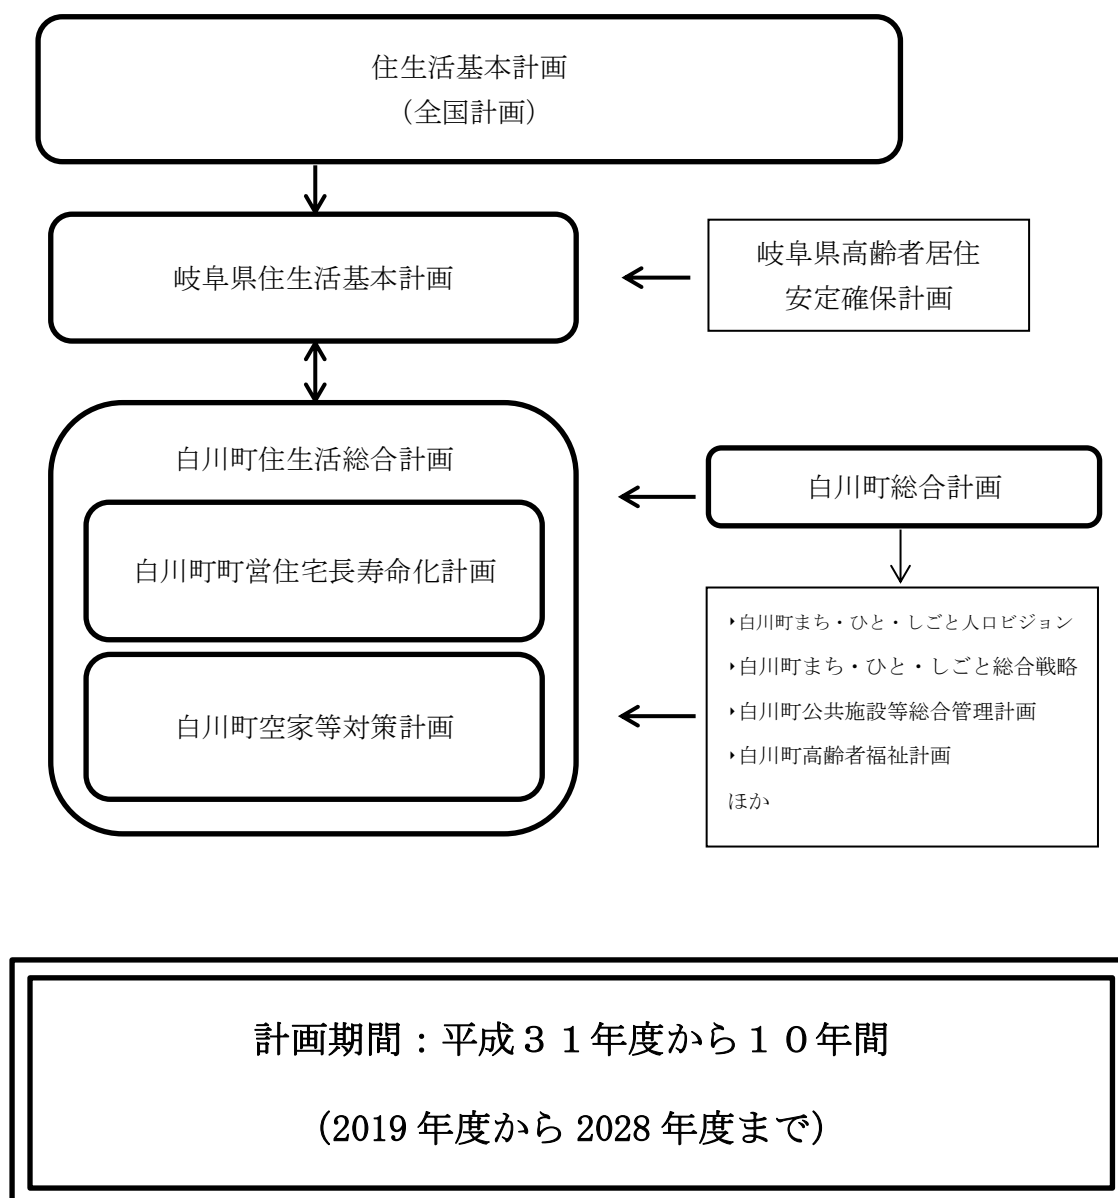 住生活基本計画
（全国計画）
岐阜県住生活基本計画
岐阜県高齢者居住
安定確保計画
白川町住生活総合計画
白川町総合計画
白川町町営住宅長寿命化計画
白川町空家等対策計画
‣白川町まち・ひと・しごと人口ビジョン
‣白川町まち・ひと・しごと総合戦略
‣白川町公共施設等総合管理計画
‣白川町高齢者福祉計画
ほか
計画期間：平成３１年度から１０年間
(2019 年度から 2028 年度まで)